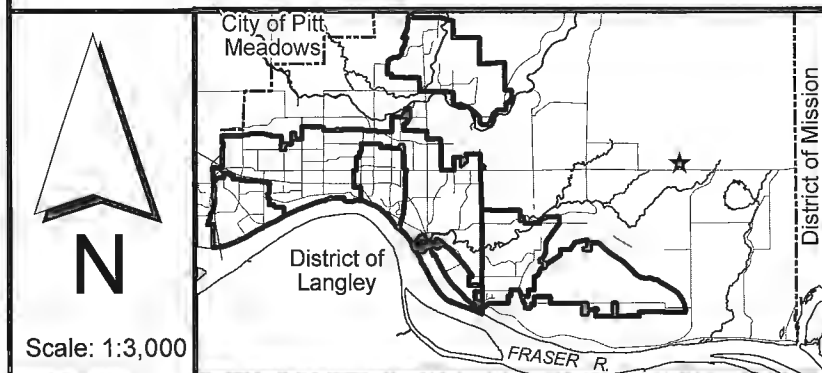 City of Pitt
Meadows
District of Mission
N
District of
Langley
Scale: 1:3,000
FRASER R.